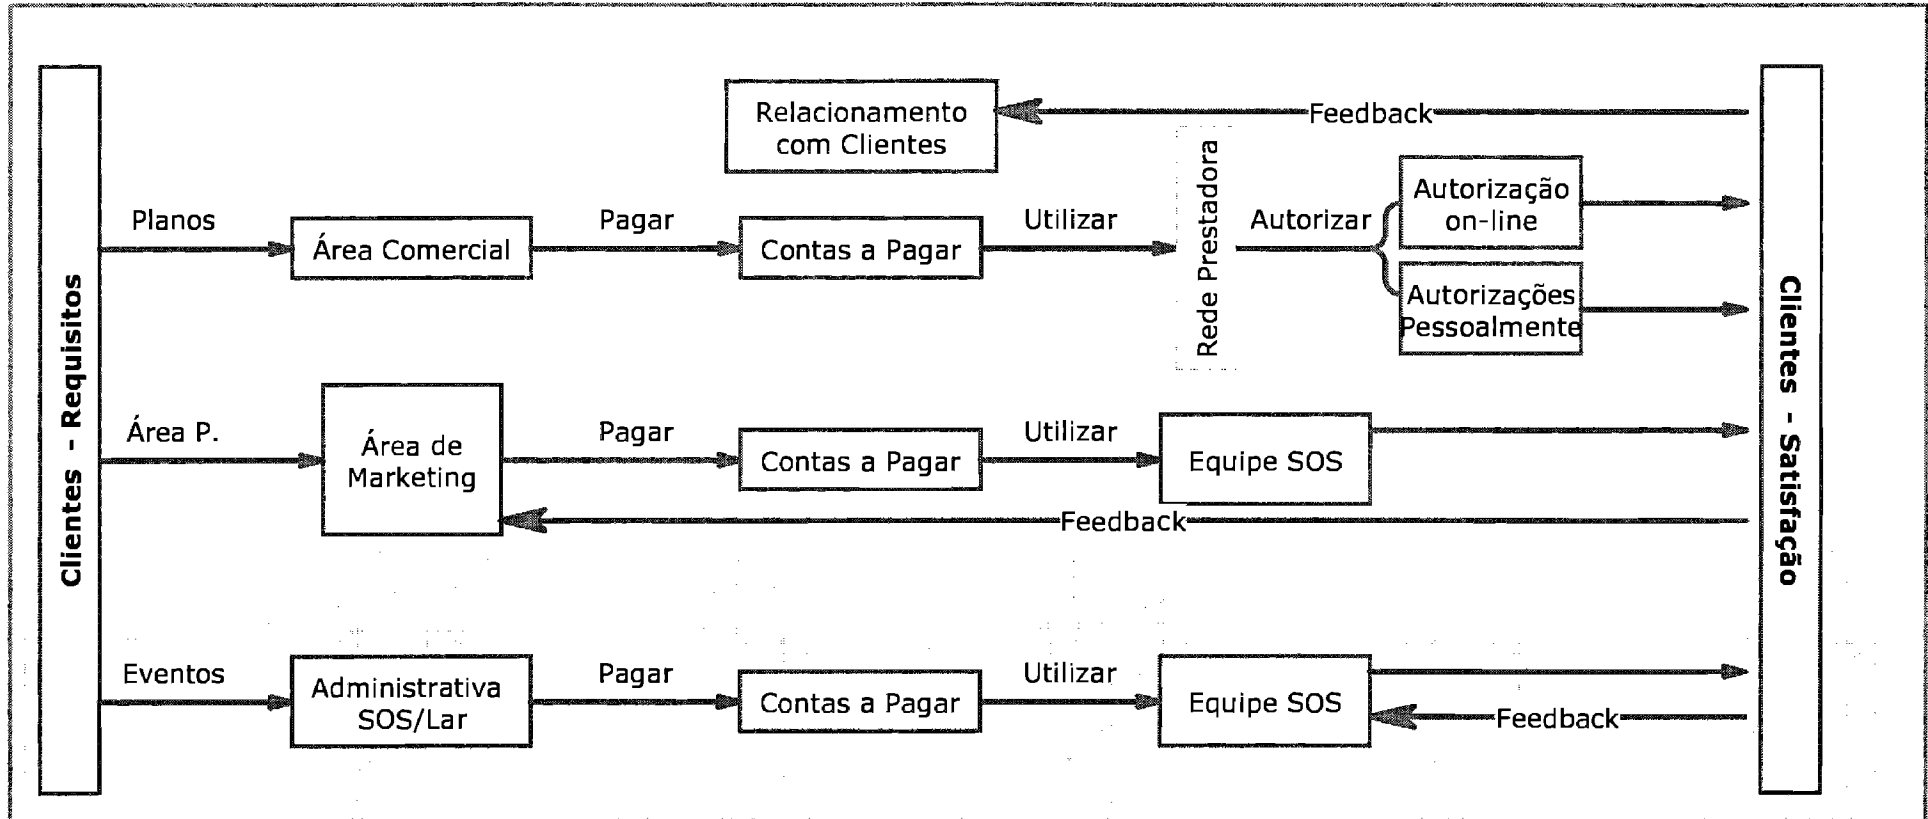 Clientes - Requisitos
Relacionamento
com Clientes
Feedback
Planos
Área Comercial
Pagar
Contas a Pagar
Utilizar
Rede Prestadora
Autorizar
Autorização
on-line
Autorizações
Pessoalmente
Área P.
Área de
Marketing
Pagar
Contas a Pagar
Utilizar
Equipe SOS
Feedback
Eventos
Administrativa
SOS/Lar
Pagar
Contas a Pagar
Utilizar
Equipe SOS
Feedback
Clientes - Satisfação